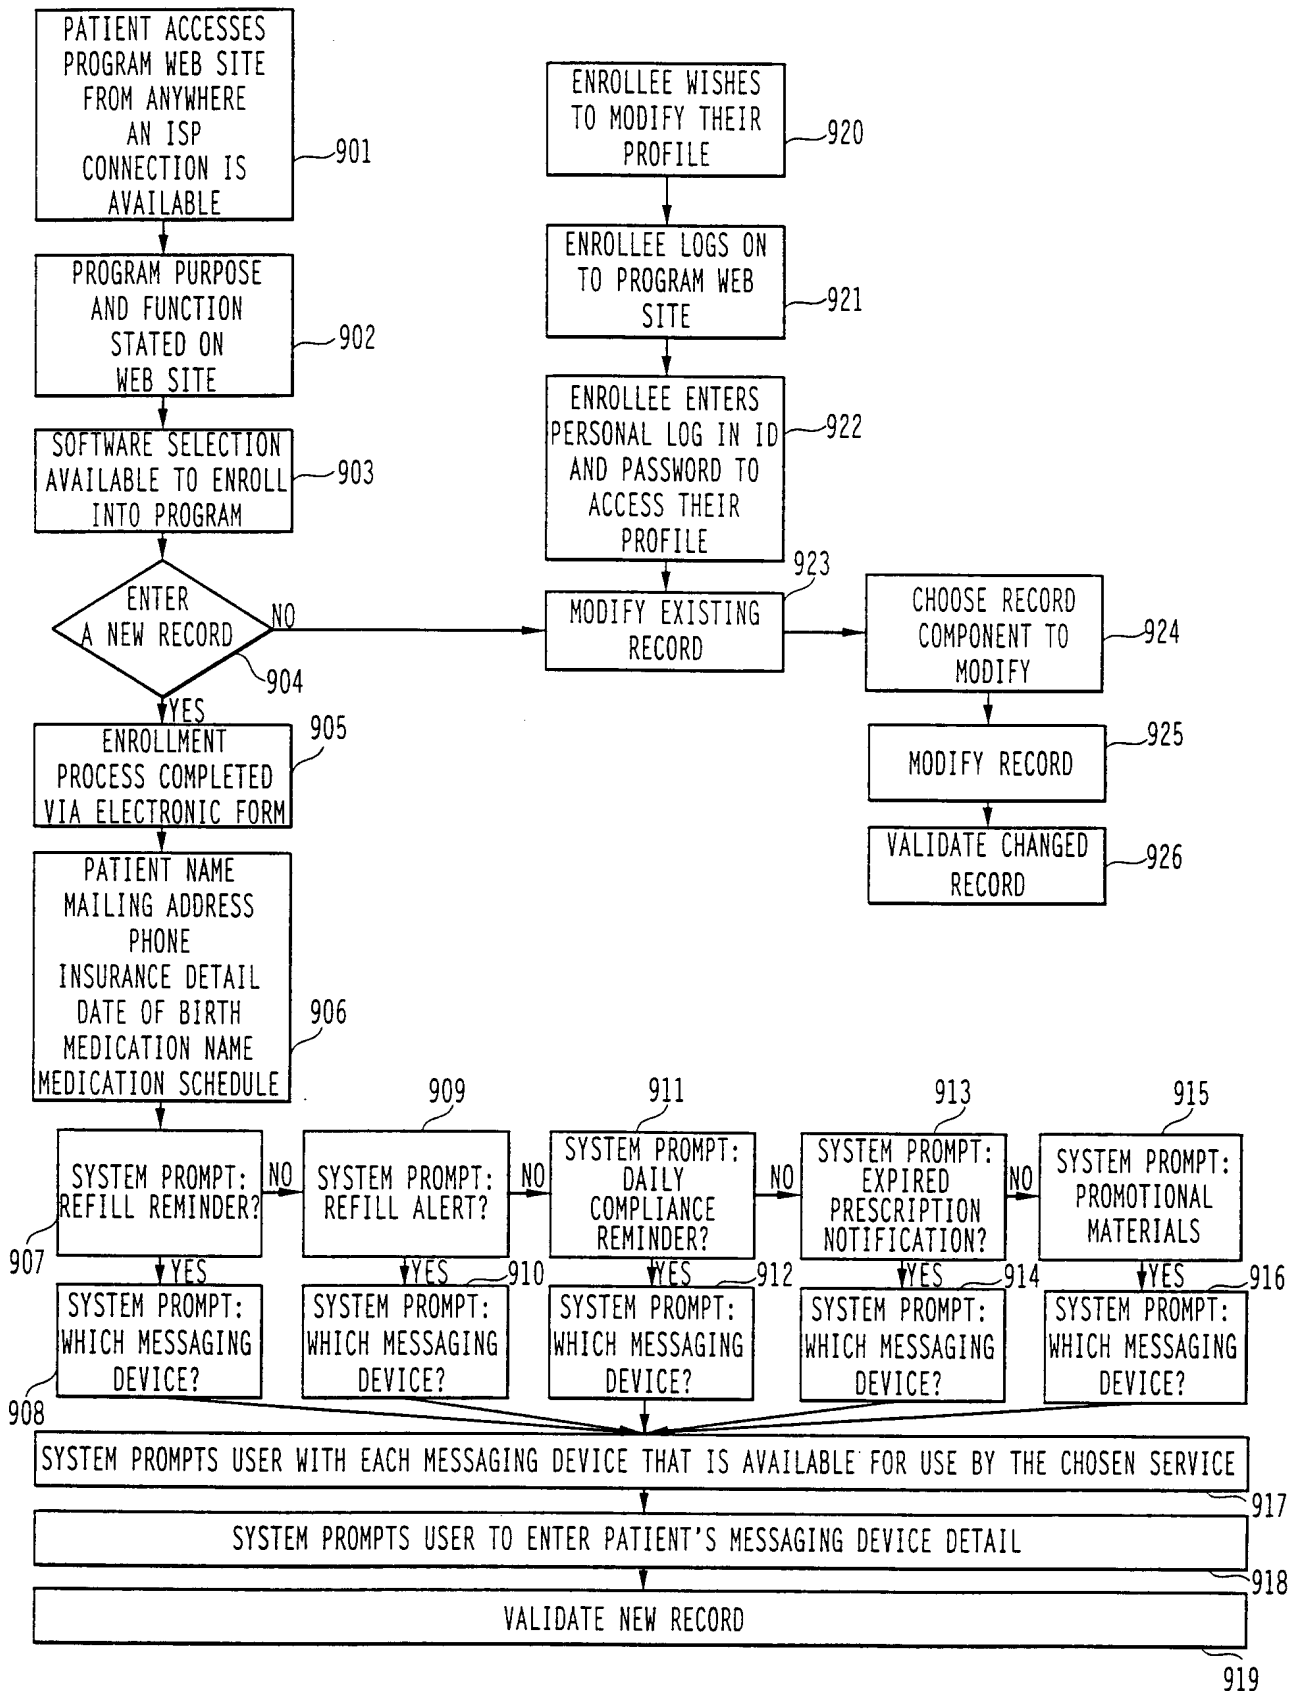 PATIENT ACCESSES
PROGRAM WEB SITE
FROM ANYWHERE
AN ISP
CONNECTION IS
AVAILABLE
901
PROGRAM PURPOSE
AND FUNCTION
STATED ON
WEB SITE
902
SOFTWARE SELECTION
AVAILABLE TO ENROLL
INTO PROGRAM
903
ENTER
A NEW RECORD
NO
904
YES
ENROLLMENT
PROCESS COMPLETED
VIA ELECTRONIC FORM
905
PATIENT NAME
MAILING ADDRESS
PHONE
INSURANCE DETAIL
DATE OF BIRTH
MEDICATION NAME
MEDICATION SCHEDULE
906
ENROLLEE WISHES
TO MODIFY THEIR
PROFILE
920
ENROLLEE LOGS ON
TO PROGRAM WEB
SITE
921
ENROLLEE ENTERS
PERSONAL LOG IN ID
AND PASSWORD TO
ACCESS THEIR
PROFILE
922
MODIFY EXISTING
RECORD
923
CHOOSE RECORD
COMPONENT TO
MODIFY
924
MODIFY RECORD
925
VALIDATE CHANGED
RECORD
926
SYSTEM PROMPT:
REFILL REMINDER?
907
NO
YES
909
SYSTEM PROMPT:
REFILL ALERT?
NO
YES
911
SYSTEM PROMPT:
DAILY
COMPLIANCE
REMINDER?
NO
YES
913
SYSTEM PROMPT:
EXPIRED
PRESCRIPTION
NOTIFICATION?
NO
YES
915
SYSTEM PROMPT:
PROMOTIONAL
MATERIALS
YES
SYSTEM PROMPT:
WHICH MESSAGING
DEVICE?
908
910
SYSTEM PROMPT:
WHICH MESSAGING
DEVICE?
912
SYSTEM PROMPT:
WHICH MESSAGING
DEVICE?
914
SYSTEM PROMPT:
WHICH MESSAGING
DEVICE?
916
SYSTEM PROMPT:
WHICH MESSAGING
DEVICE?
SYSTEM PROMPTS USER WITH EACH MESSAGING DEVICE THAT IS AVAILABLE FOR USE BY THE CHOSEN SERVICE
917
SYSTEM PROMPTS USER TO ENTER PATIENT'S MESSAGING DEVICE DETAIL
918
VALIDATE NEW RECORD
919